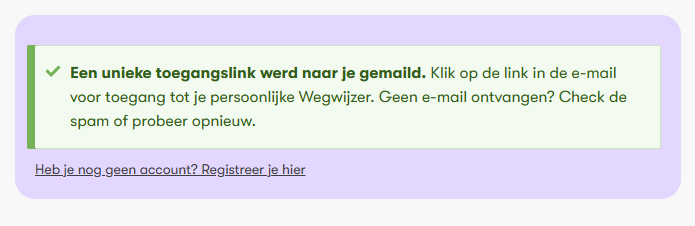 Een unieke toegangslink werd naar je gemaild. Klik op de link in de e-mail
voor toegang tot je persoonlijke Wegwijzer. Geen e-mail ontvangen? Check de
spam of probeer opnieuw.
Heb je nog geen account? Registreer je hier